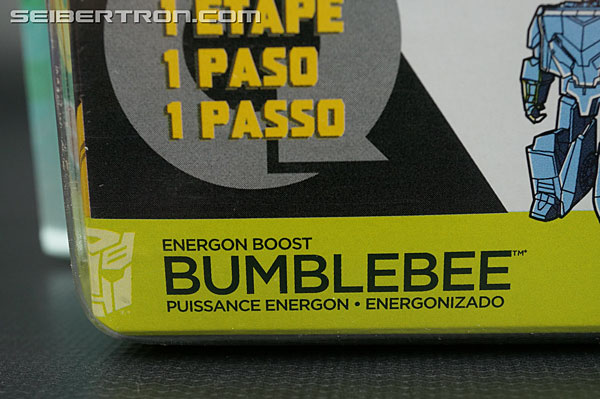 SEIBERTRON.COM
1 ETAPE
1 PASO
1 PASSO
ENERGON BOOST
BUMBLEBEE™*
PUISSANCE ENERGON • ENERGONIZADO